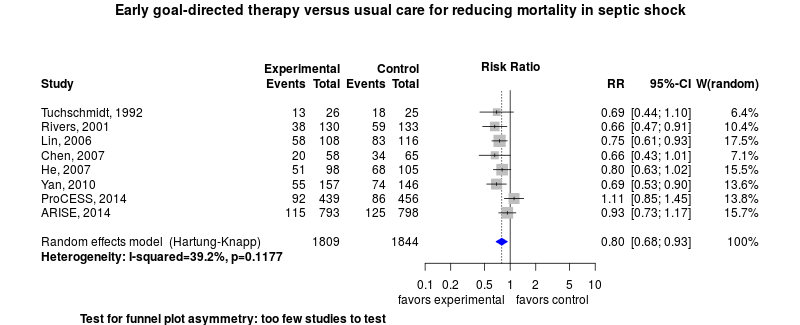 Early goal-directed therapy versus usual care for reducing mortality in septic shock
Experimental Control Risk Ratio
Study Events Total Events Total RR 95%-CI W(random)
Tuchschmidt, 1992 13 26 18 25 0.69 [0.44; 1.10] 6.4%
Rivers, 2001 38 130 59 133 0.66 [0.47; 0.91] 10.4%
Lin, 2006 58 108 83 116 0.75 [0.61; 0.93] 17.5%
Chen, 2007 20 58 34 65 0.66 [0.43; 1.01] 7.1%
He, 2007 51 98 68 105 0.80 [0.63; 1.02] 15.5%
Yan, 2010 55 157 74 146 0.69 [0.53; 0.90] 13.6%
ProCESS, 2014 92 439 86 456 1.11 [0.85; 1.45] 13.8%
ARISE, 2014 115 793 125 798 0.93 [0.73; 1.17] 15.7%
Random effects model (Hartung-Knapp) 1809 1844 0.80 [0.68; 0.93] 100%
Heterogeneity: I-squared=39.2%, p=0.1177
0.1 0.2 0.5 1 2 5 10
favors experimental favors control
Test for funnel plot asymmetry: too few studies to test